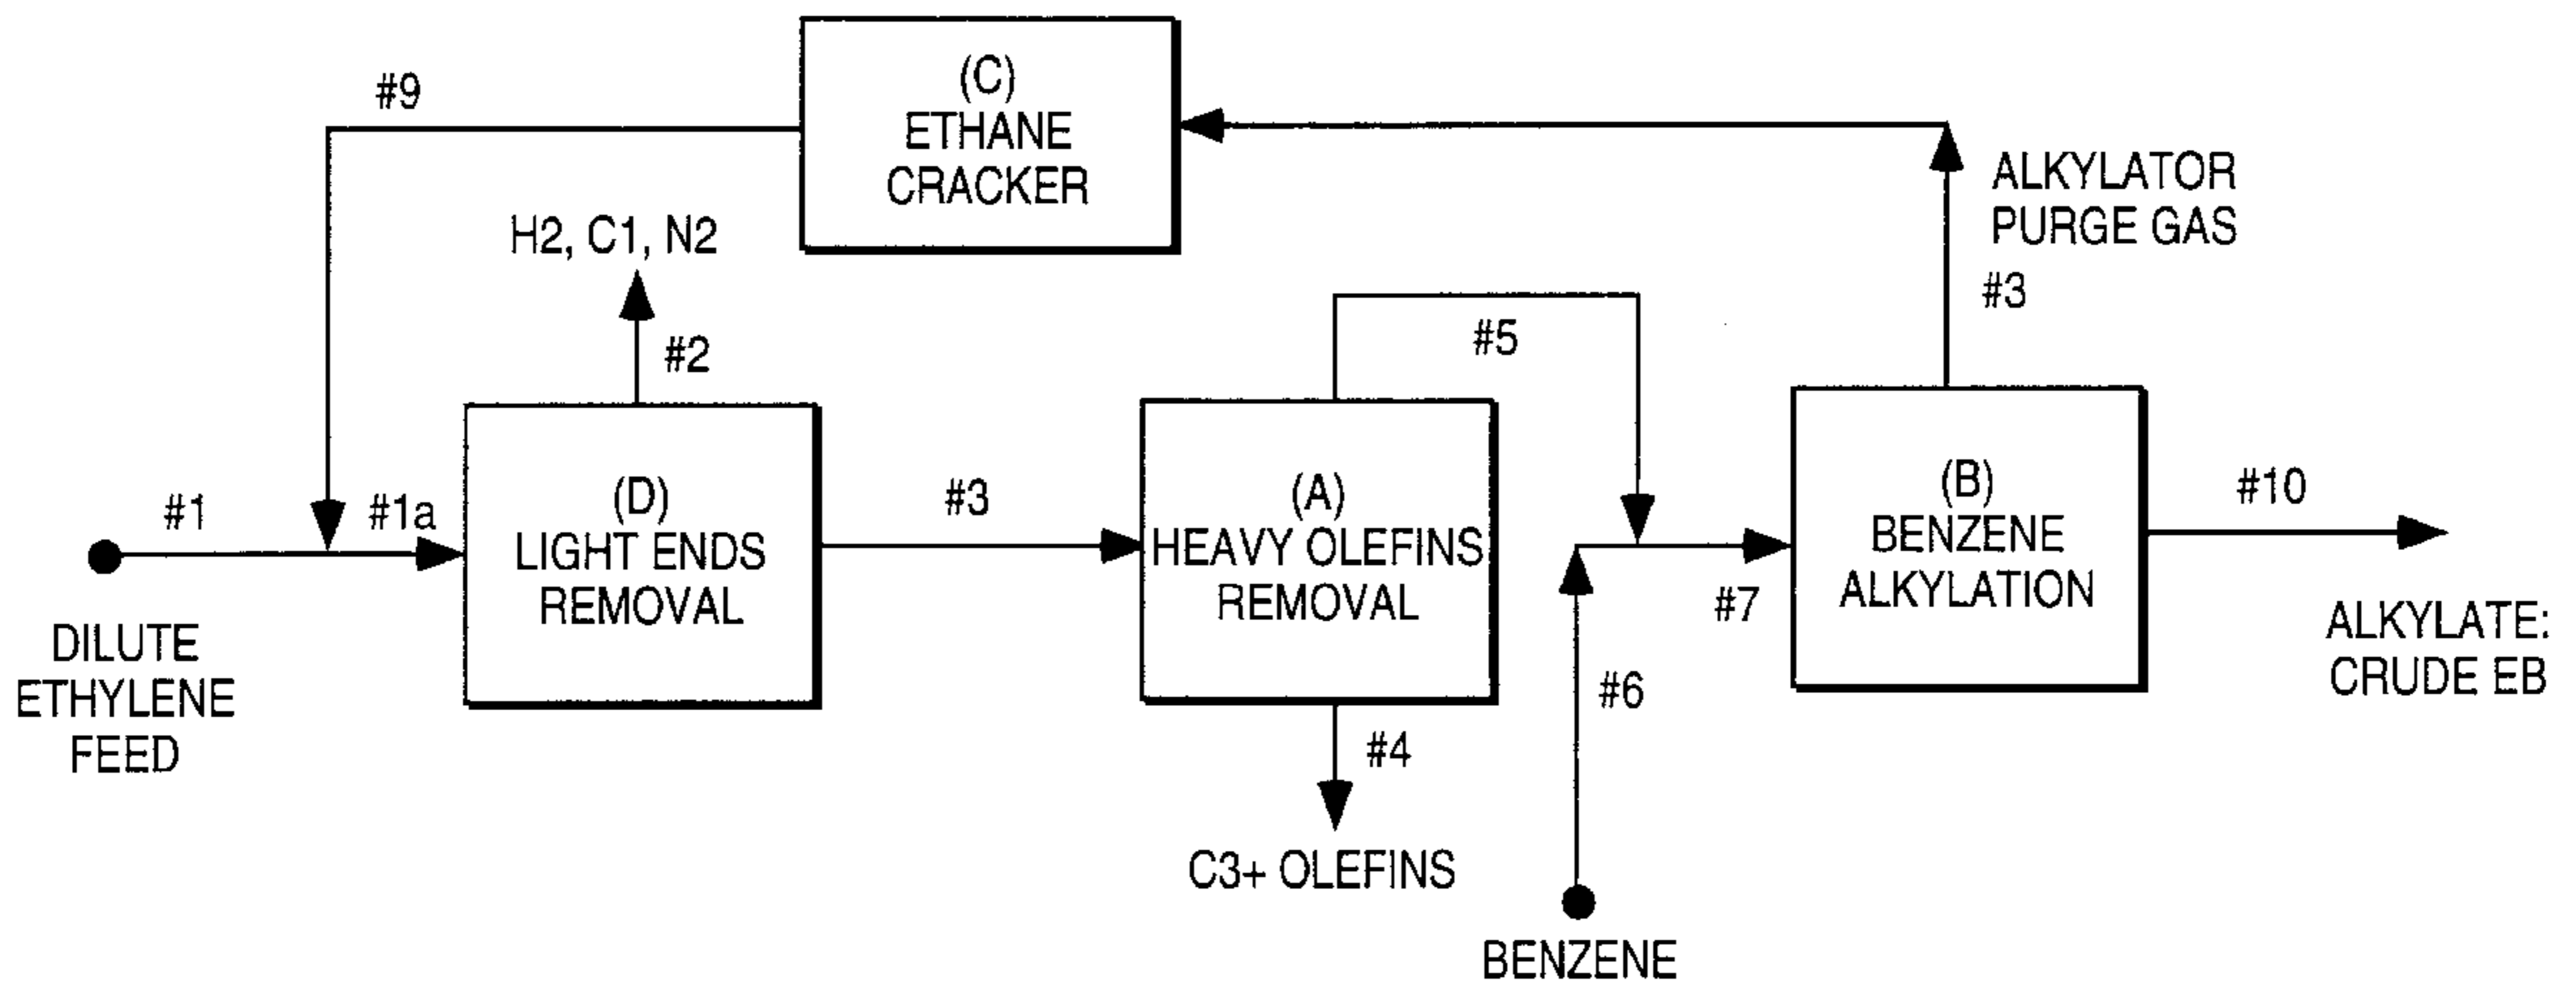 #9
(C)
ETHANE
CRACKER
ALKYLATOR
PURGE GAS
#3
H2, C1, N2
#2
#5
#1
#1a
(D)
LIGHT ENDS
REMOVAL
#3
(A)
HEAVY OLEFINS
REMOVAL
(B)
BENZENE
ALKYLATION
#10
#7
#6
DILUTE
ETHYLENE
FEED
ALKYLATE:
CRUDE EB
#4
C3+ OLEFINS
BENZENE